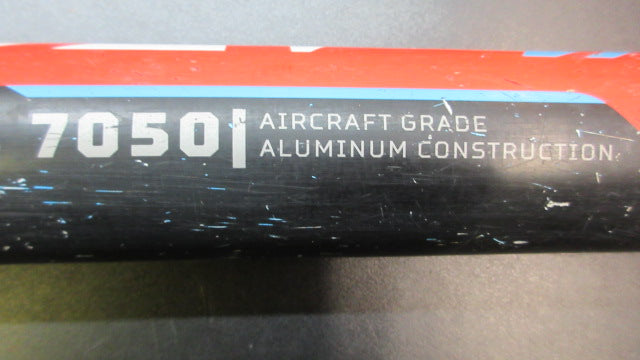 7050 | AIRCRAFT GRADE
ALUMINUM CONSTRUCTION